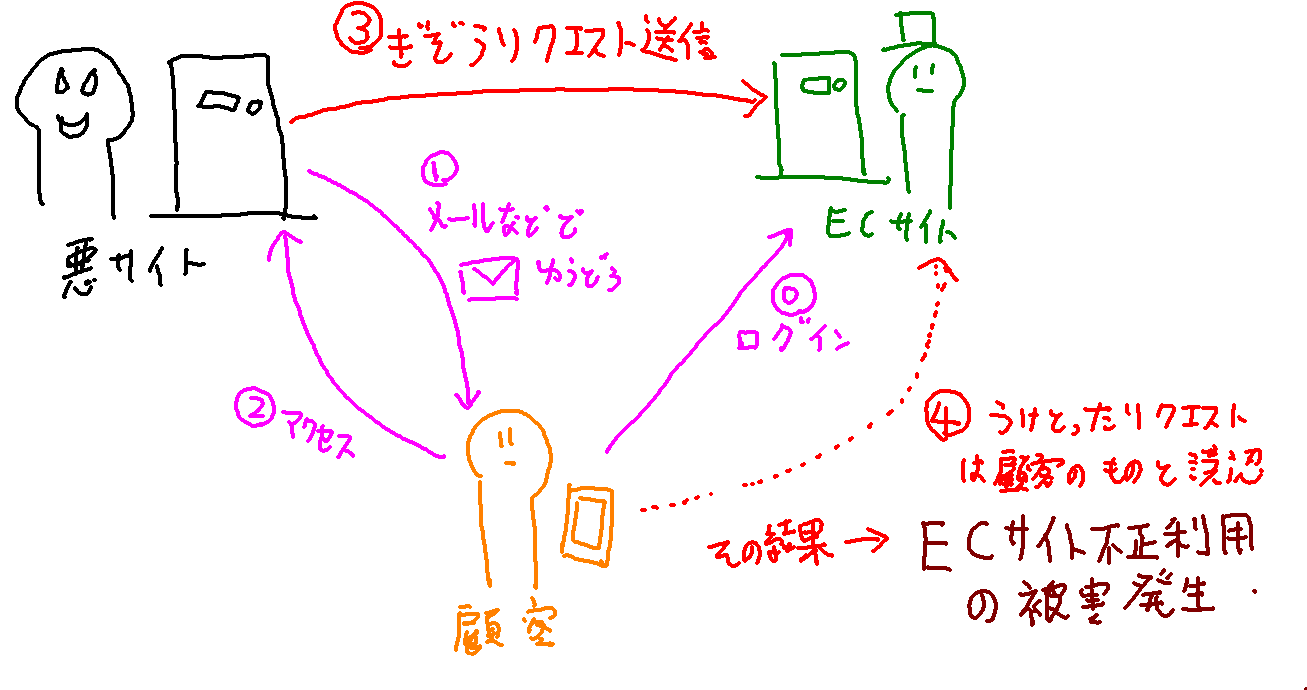 ③ぎぞうリクエスト送信
悪サイト
①
メールなどで
ゆうどう
ECサイト
⓪
ログイン
②アクセス
④うけとったリクエスト
は顧客のものと誤認
その結果→ECサイト不正利用
の被害発生.
顧客